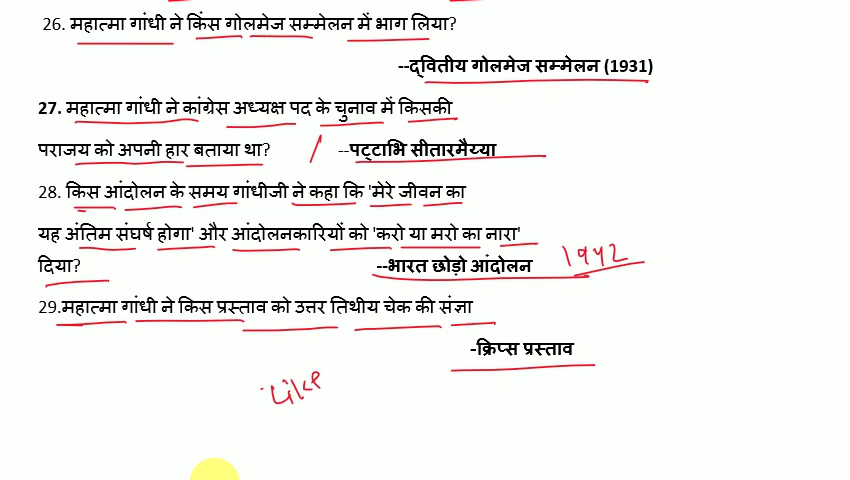 26. महात्मा गांधी ने किस गोलमेज सम्मेलन में भाग लिया?
--द्वितीय गोलमेज सम्मेलन (1931)
27. महात्मा गांधी ने कांग्रेस अध्यक्ष पद के चुनाव में किसकी
पराजय को अपनी हार बताया था? --पट्टाभि सीतारमैय्या
28. किस आंदोलन के समय गांधीजी ने कहा कि 'मेरे जीवन का
यह अंतिम संघर्ष होगा' और आंदोलनकारियों को 'करो या मरो का नारा'
दिया? --भारत छोड़ो आंदोलन 1942
29.महात्मा गांधी ने किस प्रस्ताव को उत्तर तिथीय चेक की संज्ञा
-क्रिप्स प्रस्ताव
Like